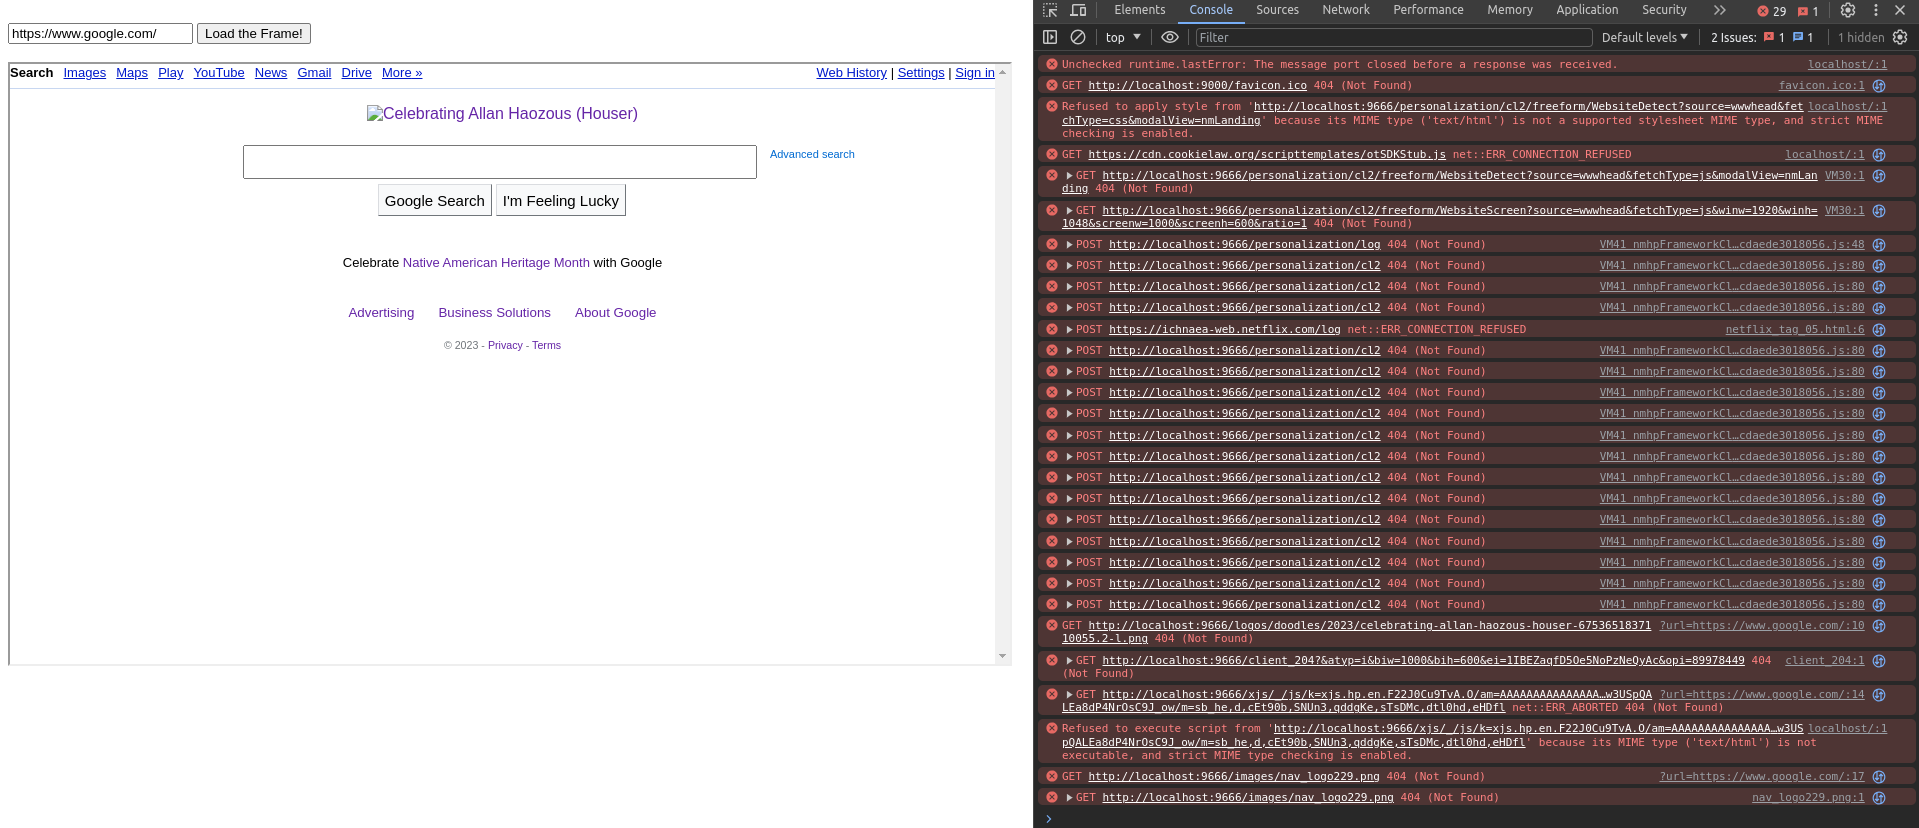 https://www.google.com/ Load the Frame!
Search Images Maps Play YouTube News Gmail Drive More » Web History | Settings | Sign in
Celebrating Allan Haozous (Houser)
Advanced search
Google Search I'm Feeling Lucky
Celebrate Native American Heritage Month with Google
Advertising Business Solutions About Google
© 2023 - Privacy - Terms
Elements Console Sources Network Performance Memory Application Security 29 1
top Filter Default levels 2 Issues: 1 1 1 hidden
Unchecked runtime.lastError: The message port closed before a response was received. localhost/:1
GET http://localhost:9000/favicon.ico 404 (Not Found) favicon.ico:1
Refused to apply style from 'http://localhost:9666/personalization/cl2/freeform/WebsiteDetect?source=wwwhead&fet localhost/:1
chType=css&modalView=nmLanding' because its MIME type ('text/html') is not a supported stylesheet MIME type, and strict MIME
checking is enabled.
GET https://cdn.cookielaw.org/scripttemplates/otSDKStub.js net::ERR_CONNECTION_REFUSED localhost/:1
GET http://localhost:9666/personalization/cl2/freeform/WebsiteDetect?source=wwwhead&fetchType=js&modalView=nmLan VM30:1
ding 404 (Not Found)
GET http://localhost:9666/personalization/cl2/freeform/WebsiteScreen?source=wwwhead&fetchType=js&winw=1920&winh= VM30:1
1048&screenw=1000&screenh=600&ratio=1 404 (Not Found)
POST http://localhost:9666/personalization/log 404 (Not Found) VM41 nmhpFrameworkCl…cdaede3018056.js:48
POST http://localhost:9666/personalization/cl2 404 (Not Found) VM41 nmhpFrameworkCl…cdaede3018056.js:80
POST http://localhost:9666/personalization/cl2 404 (Not Found) VM41 nmhpFrameworkCl…cdaede3018056.js:80
POST http://localhost:9666/personalization/cl2 404 (Not Found) VM41 nmhpFrameworkCl…cdaede3018056.js:80
POST https://ichnaea-web.netflix.com/log net::ERR_CONNECTION_REFUSED netflix_tag_05.html:6
POST http://localhost:9666/personalization/cl2 404 (Not Found) VM41 nmhpFrameworkCl…cdaede3018056.js:80
POST http://localhost:9666/personalization/cl2 404 (Not Found) VM41 nmhpFrameworkCl…cdaede3018056.js:80
POST http://localhost:9666/personalization/cl2 404 (Not Found) VM41 nmhpFrameworkCl…cdaede3018056.js:80
POST http://localhost:9666/personalization/cl2 404 (Not Found) VM41 nmhpFrameworkCl…cdaede3018056.js:80
POST http://localhost:9666/personalization/cl2 404 (Not Found) VM41 nmhpFrameworkCl…cdaede3018056.js:80
POST http://localhost:9666/personalization/cl2 404 (Not Found) VM41 nmhpFrameworkCl…cdaede3018056.js:80
POST http://localhost:9666/personalization/cl2 404 (Not Found) VM41 nmhpFrameworkCl…cdaede3018056.js:80
POST http://localhost:9666/personalization/cl2 404 (Not Found) VM41 nmhpFrameworkCl…cdaede3018056.js:80
POST http://localhost:9666/personalization/cl2 404 (Not Found) VM41 nmhpFrameworkCl…cdaede3018056.js:80
POST http://localhost:9666/personalization/cl2 404 (Not Found) VM41 nmhpFrameworkCl…cdaede3018056.js:80
POST http://localhost:9666/personalization/cl2 404 (Not Found) VM41 nmhpFrameworkCl…cdaede3018056.js:80
POST http://localhost:9666/personalization/cl2 404 (Not Found) VM41 nmhpFrameworkCl…cdaede3018056.js:80
POST http://localhost:9666/personalization/cl2 404 (Not Found) VM41 nmhpFrameworkCl…cdaede3018056.js:80
GET http://localhost:9666/logos/doodles/2023/celebrating-allan-haozous-houser-67536518371 ?url=https://www.google.com/:10
10055.2-l.png 404 (Not Found)
GET http://localhost:9666/client_204?&atyp=i&biw=1000&bih=600&ei=1IBEZaqfD5Oe5NoPzNeQyAc&opi=89978449 404 client_204:1
(Not Found)
GET http://localhost:9666/xjs/_/js/k=xjs.hp.en.F22J0Cu9TvA.O/am=AAAAAAAAAAAAAAA…w3USpQA ?url=https://www.google.com/:14
LEa8dP4NrOsC9J_ow/m=sb_he,d,cEt90b,SNUn3,qddgKe,sTsDMc,dtl0hd,eHDfl net::ERR_ABORTED 404 (Not Found)
Refused to execute script from 'http://localhost:9666/xjs/_/js/k=xjs.hp.en.F22J0Cu9TvA.O/am=AAAAAAAAAAAAAAA…w3US localhost/:1
pQALEa8dP4NrOsC9J_ow/m=sb_he,d,cEt90b,SNUn3,qddgKe,sTsDMc,dtl0hd,eHDfl' because its MIME type ('text/html') is not
executable, and strict MIME type checking is enabled.
GET http://localhost:9666/images/nav_logo229.png 404 (Not Found) ?url=https://www.google.com/:17
GET http://localhost:9666/images/nav_logo229.png 404 (Not Found) nav_logo229.png:1